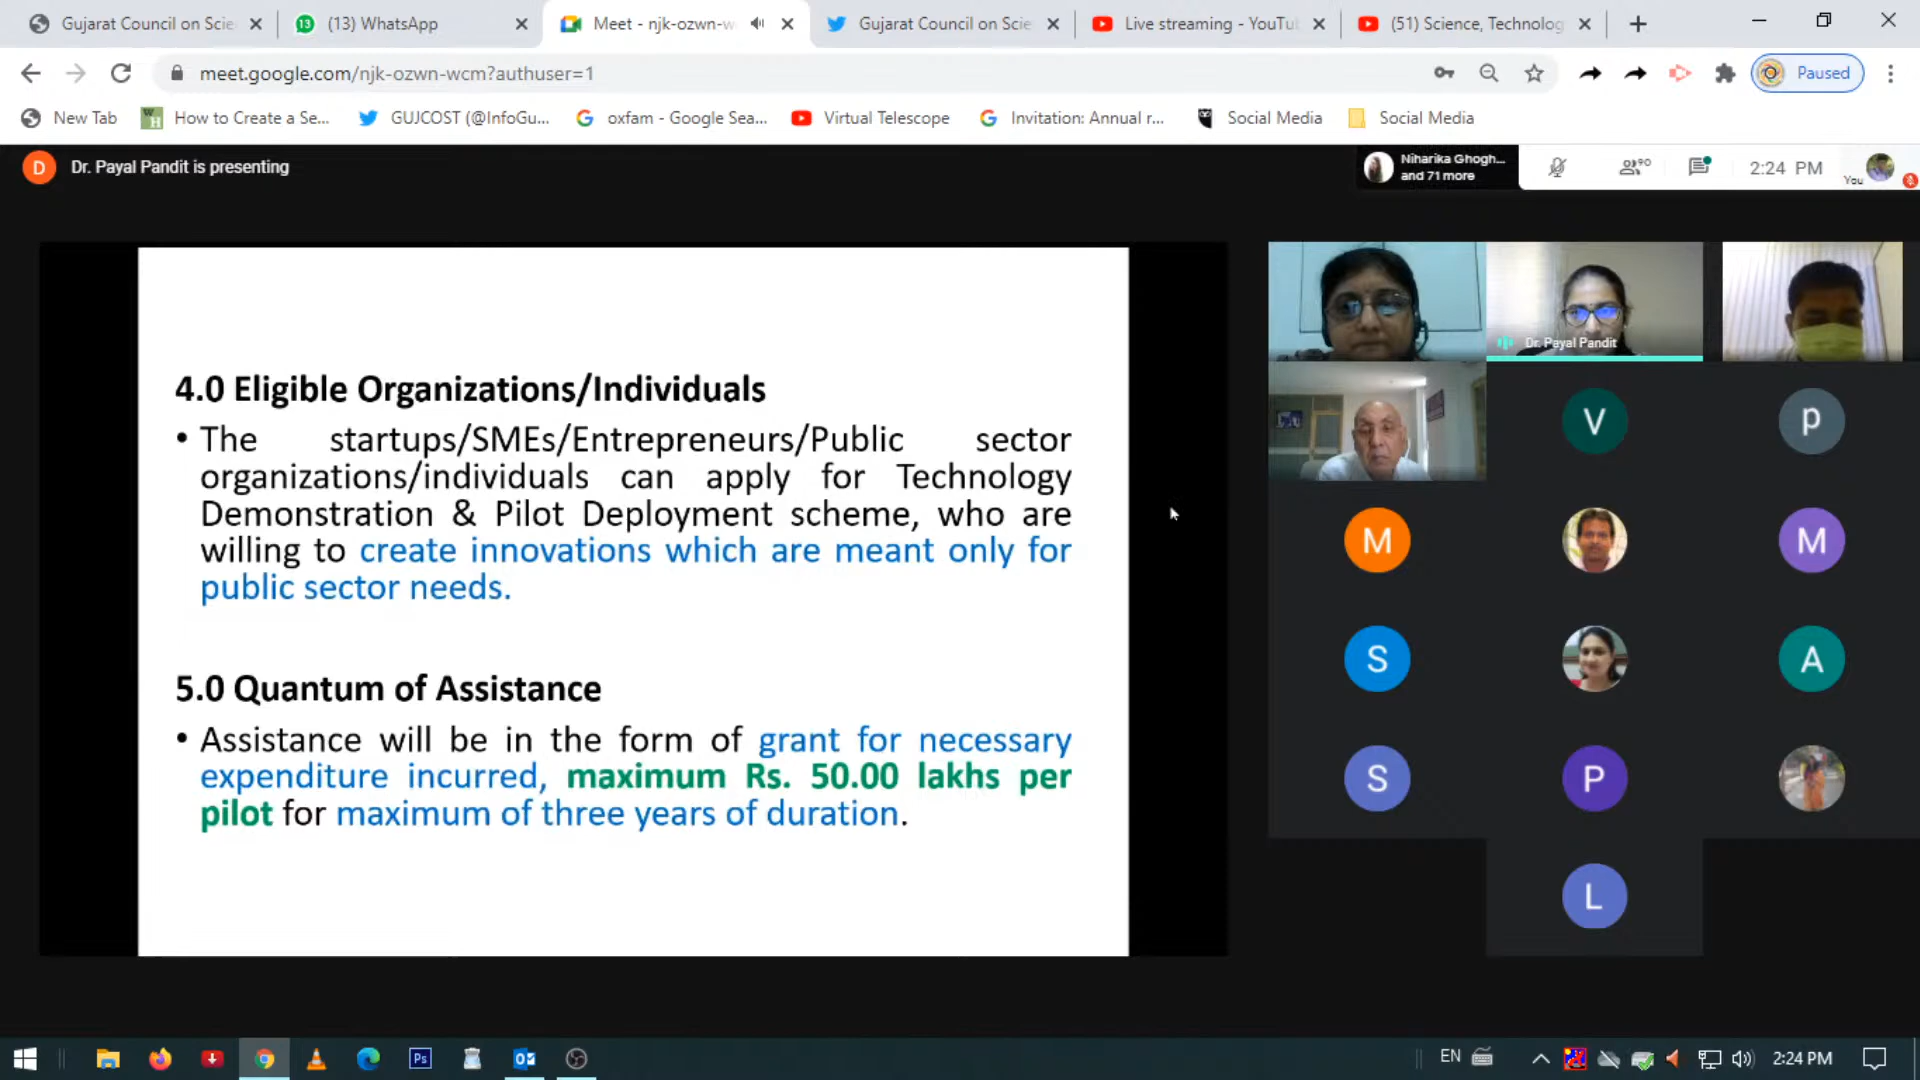 Gujarat Council on Scie
(13) WhatsApp
Meet - njk-ozwn-w
Gujarat Council on Scie
Live streaming - YouTu
(51) Science, Technolog
meet.google.com/njk-ozwn-wcm?authuser=1
Paused
New Tab
How to Create a Se...
GUJCOST (@InfoGu...
oxfam - Google Sea...
Virtual Telescope
Invitation: Annual r...
Social Media
Social Media
D
Dr. Payal Pandit is presenting
Niharika Ghogh...
and 71 more
90
2:24 PM
You
4.0 Eligible Organizations/Individuals
• The startups/SMEs/Entrepreneurs/Public sector
organizations/individuals can apply for Technology
Demonstration & Pilot Deployment scheme, who are
willing to create innovations which are meant only for
public sector needs.
5.0 Quantum of Assistance
• Assistance will be in the form of grant for necessary
expenditure incurred, maximum Rs. 50.00 lakhs per
pilot for maximum of three years of duration.
Dr. Payal Pandit
V
p
M
M
S
A
S
P
L
Ps
EN
2:24 PM